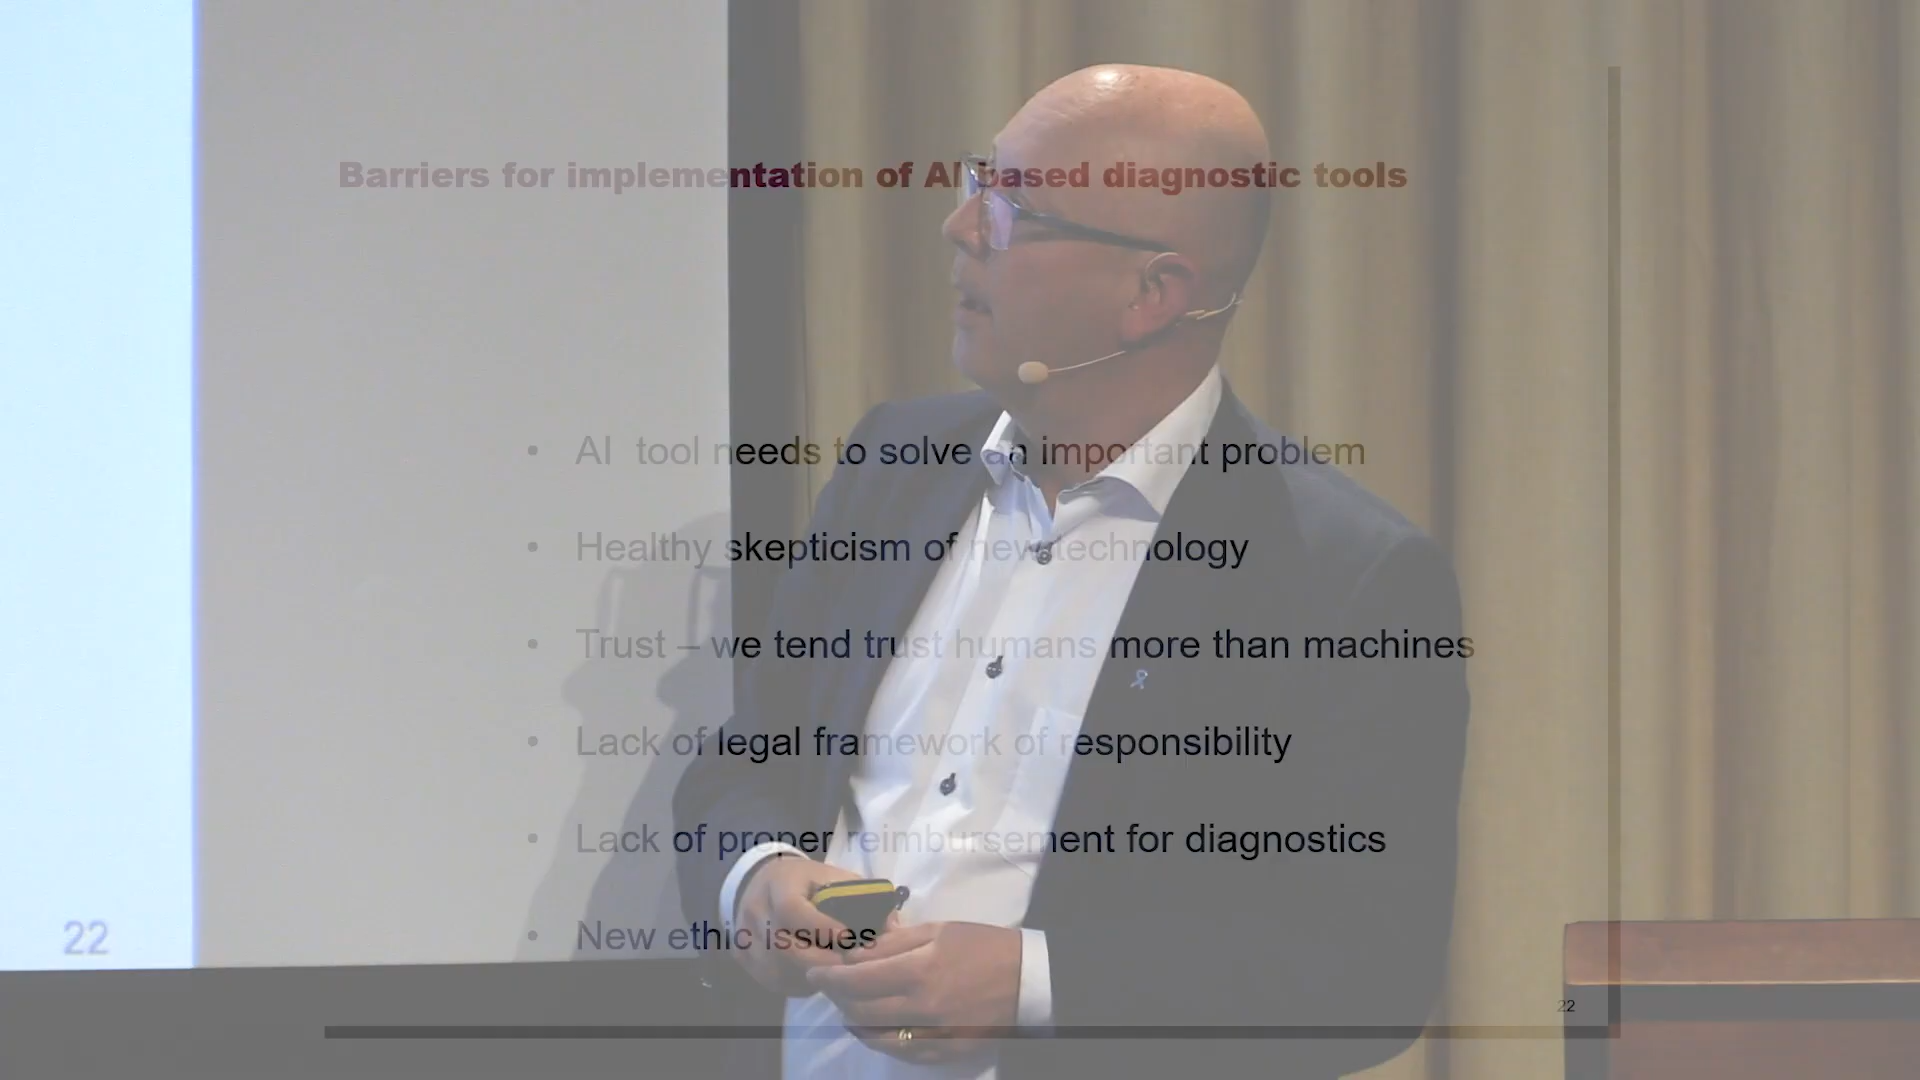 Barriers for implementation of AI based diagnostic tools
• AI tool needs to solve an important problem
• Healthy skepticism of new technology
• Trust – we tend trust humans more than machines
• Lack of legal framework of responsibility
• Lack of proper reimbursement for diagnostics
• New ethic issues
22
22